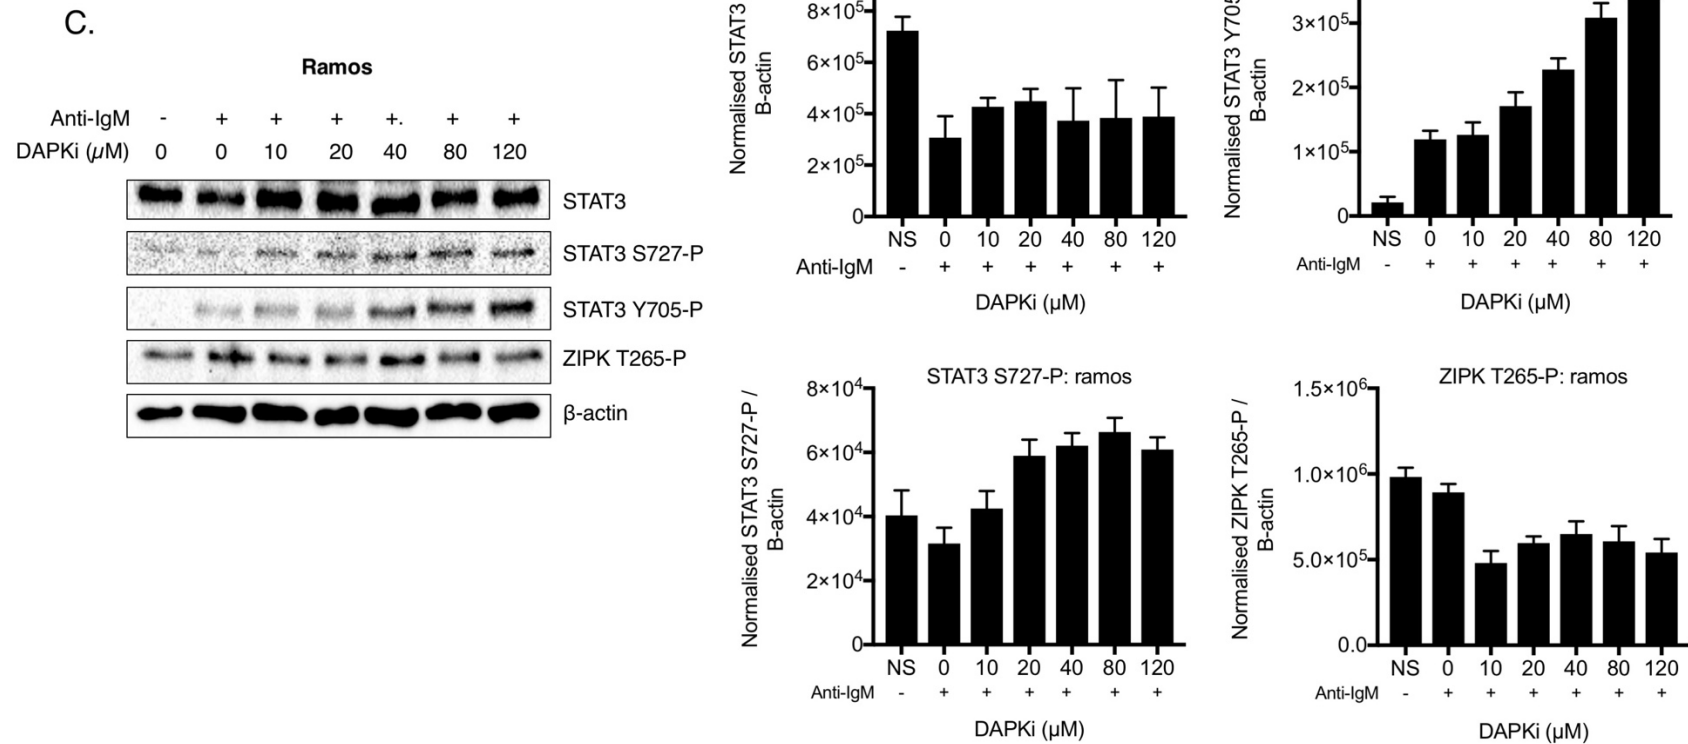 C.
Ramos
Anti-IgM - + + + +. + +
DAPKi (µM) 0 0 10 20 40 80 120
STAT3
STAT3 S727-P
STAT3 Y705-P
ZIPK T265-P
β-actin
Normalised STAT3
B-actin
8×10⁵
6×10⁵
4×10⁵
2×10⁵
0
NS 0 10 20 40 80 120
Anti-IgM - + + + + + +
DAPKi (µM)
Normalised STAT3 Y705
B-actin
3×10⁵
2×10⁵
1×10⁵
0
NS 0 10 20 40 80 120
Anti-IgM - + + + + + +
DAPKi (µM)
STAT3 S727-P: ramos
Normalised STAT3 S727-P /
B-actin
8×10⁴
6×10⁴
4×10⁴
2×10⁴
0
NS 0 10 20 40 80 120
Anti-IgM - + + + + + +
DAPKi (µM)
ZIPK T265-P: ramos
Normalised ZIPK T265-P /
B-actin
1.5×10⁶
1.0×10⁶
5.0×10⁵
0.0
NS 0 10 20 40 80 120
Anti-IgM - + + + + + +
DAPKi (µM)